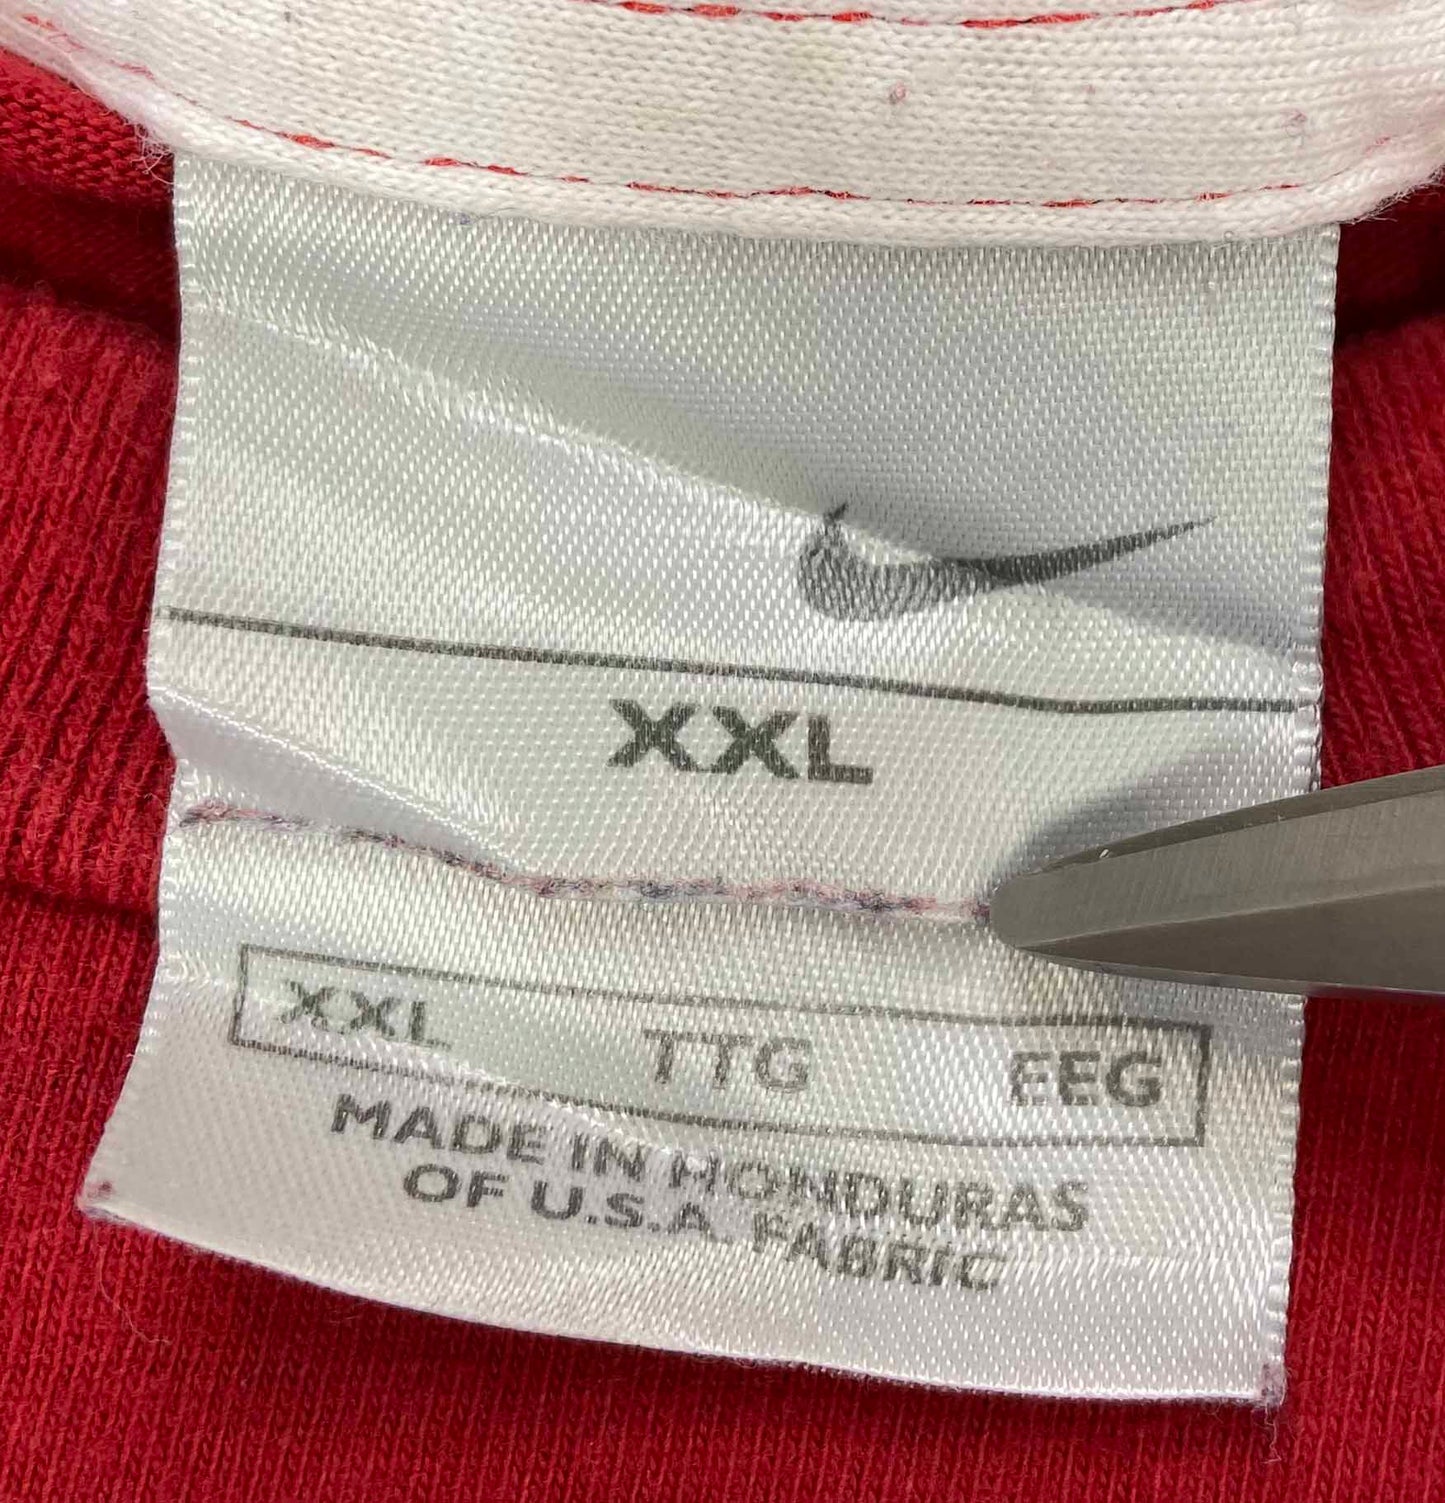 XXL
XXL TTG EEG
MADE IN HONDURAS
OF U.S.A. FABRIC